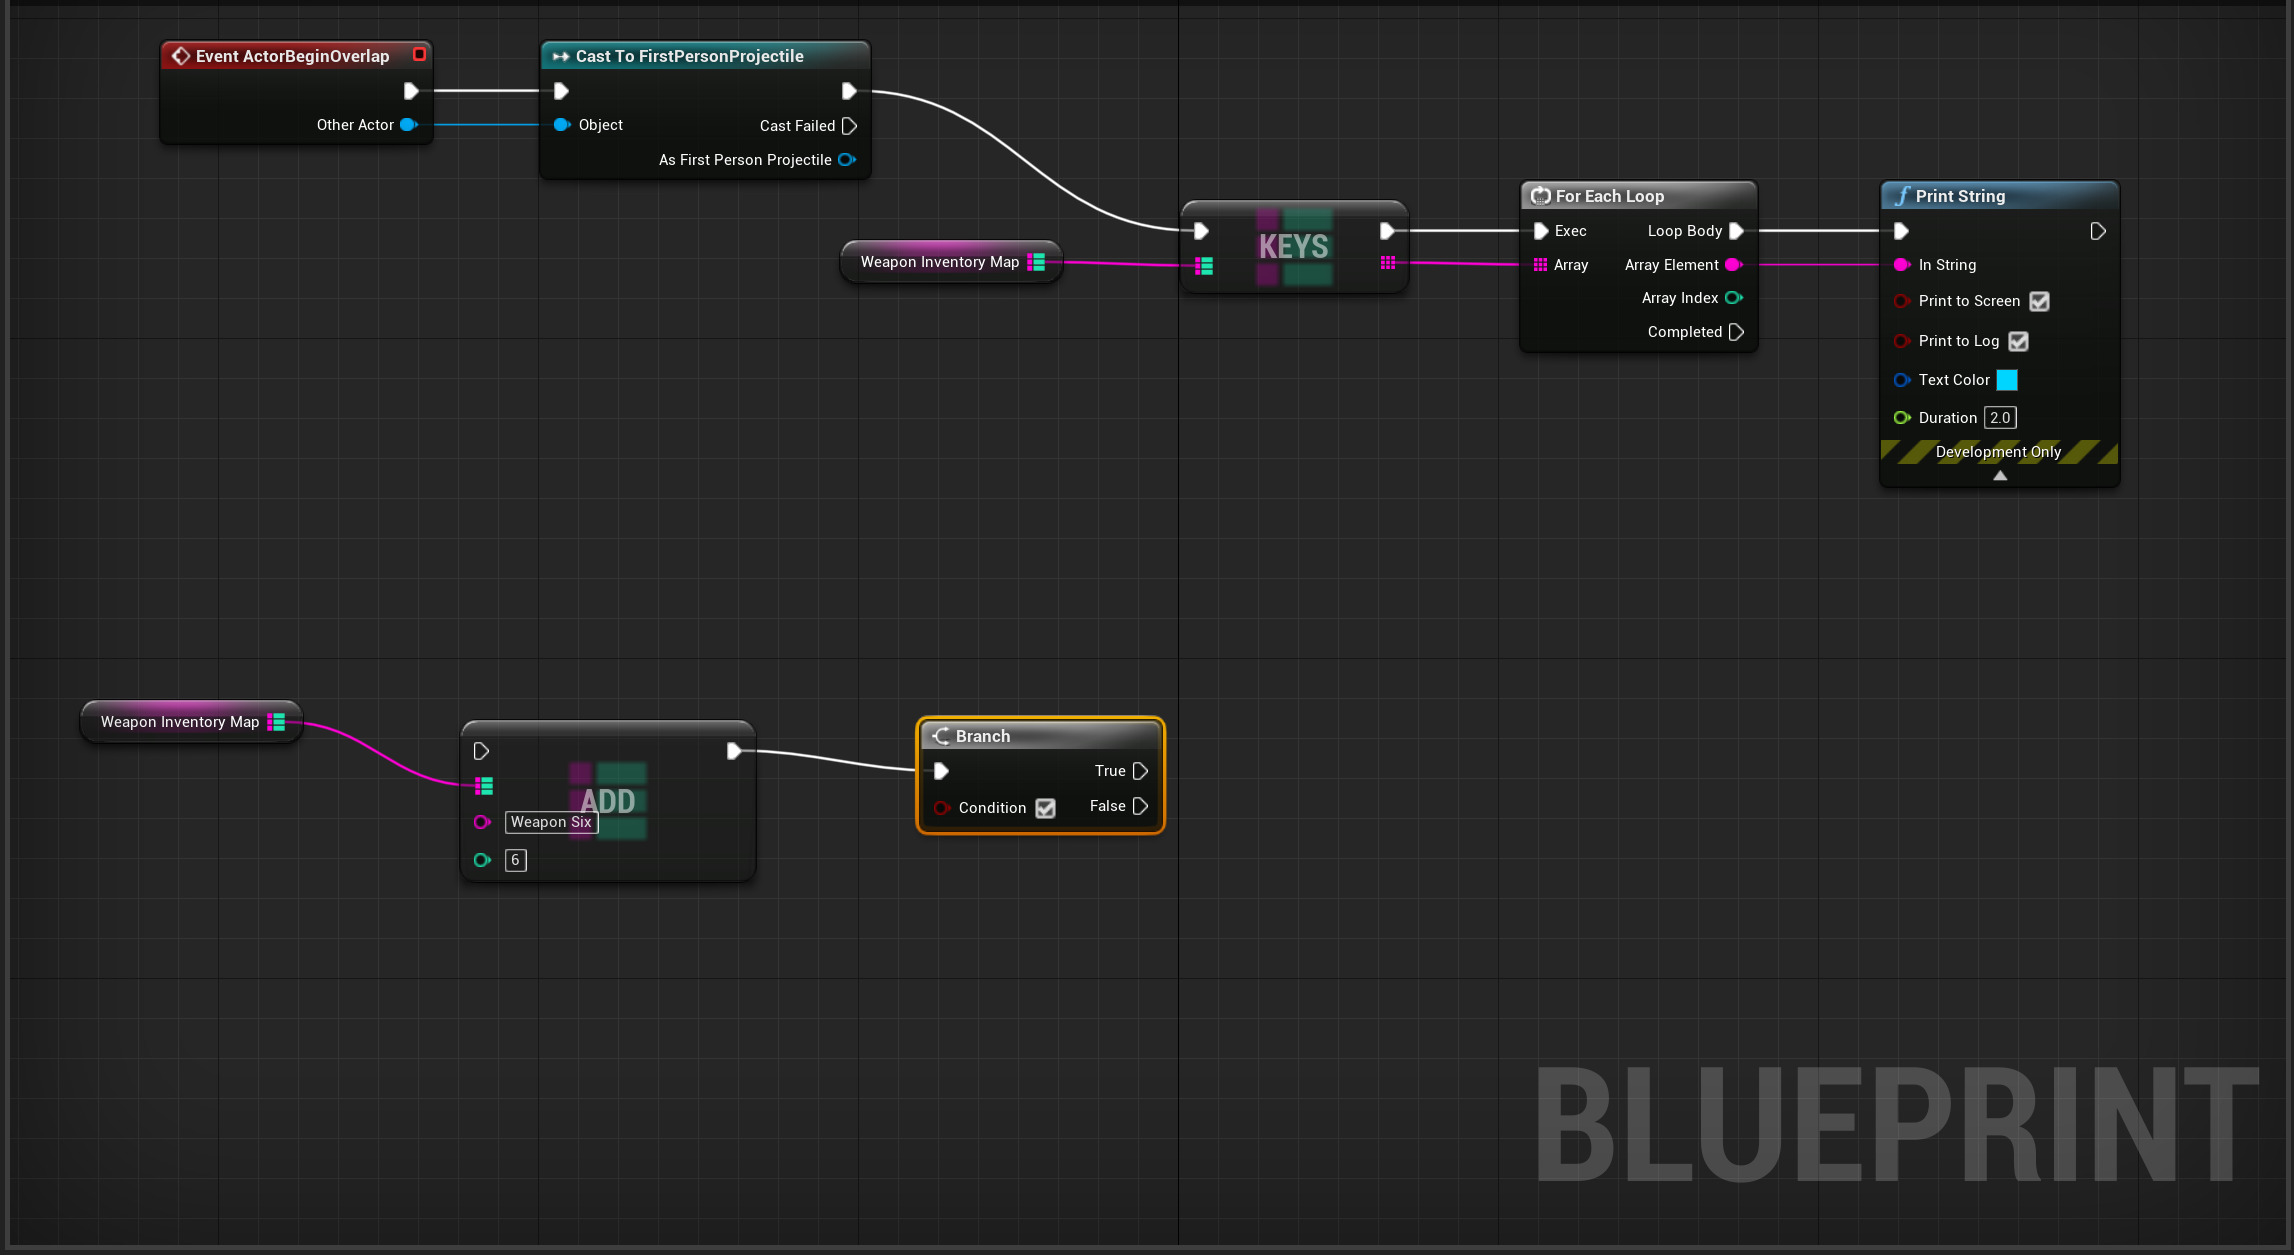 Event ActorBeginOverlap
Other Actor
Cast To FirstPersonProjectile
Object
Cast Failed
As First Person Projectile
Weapon Inventory Map
KEYS
For Each Loop
Exec
Loop Body
Array
Array Element
Array Index
Completed
Print String
In String
Print to Screen
Print to Log
Text Color
Duration 2.0
Development Only
Weapon Inventory Map
ADD
Weapon Six
6
Branch
True
Condition
False
BLUEPRINT